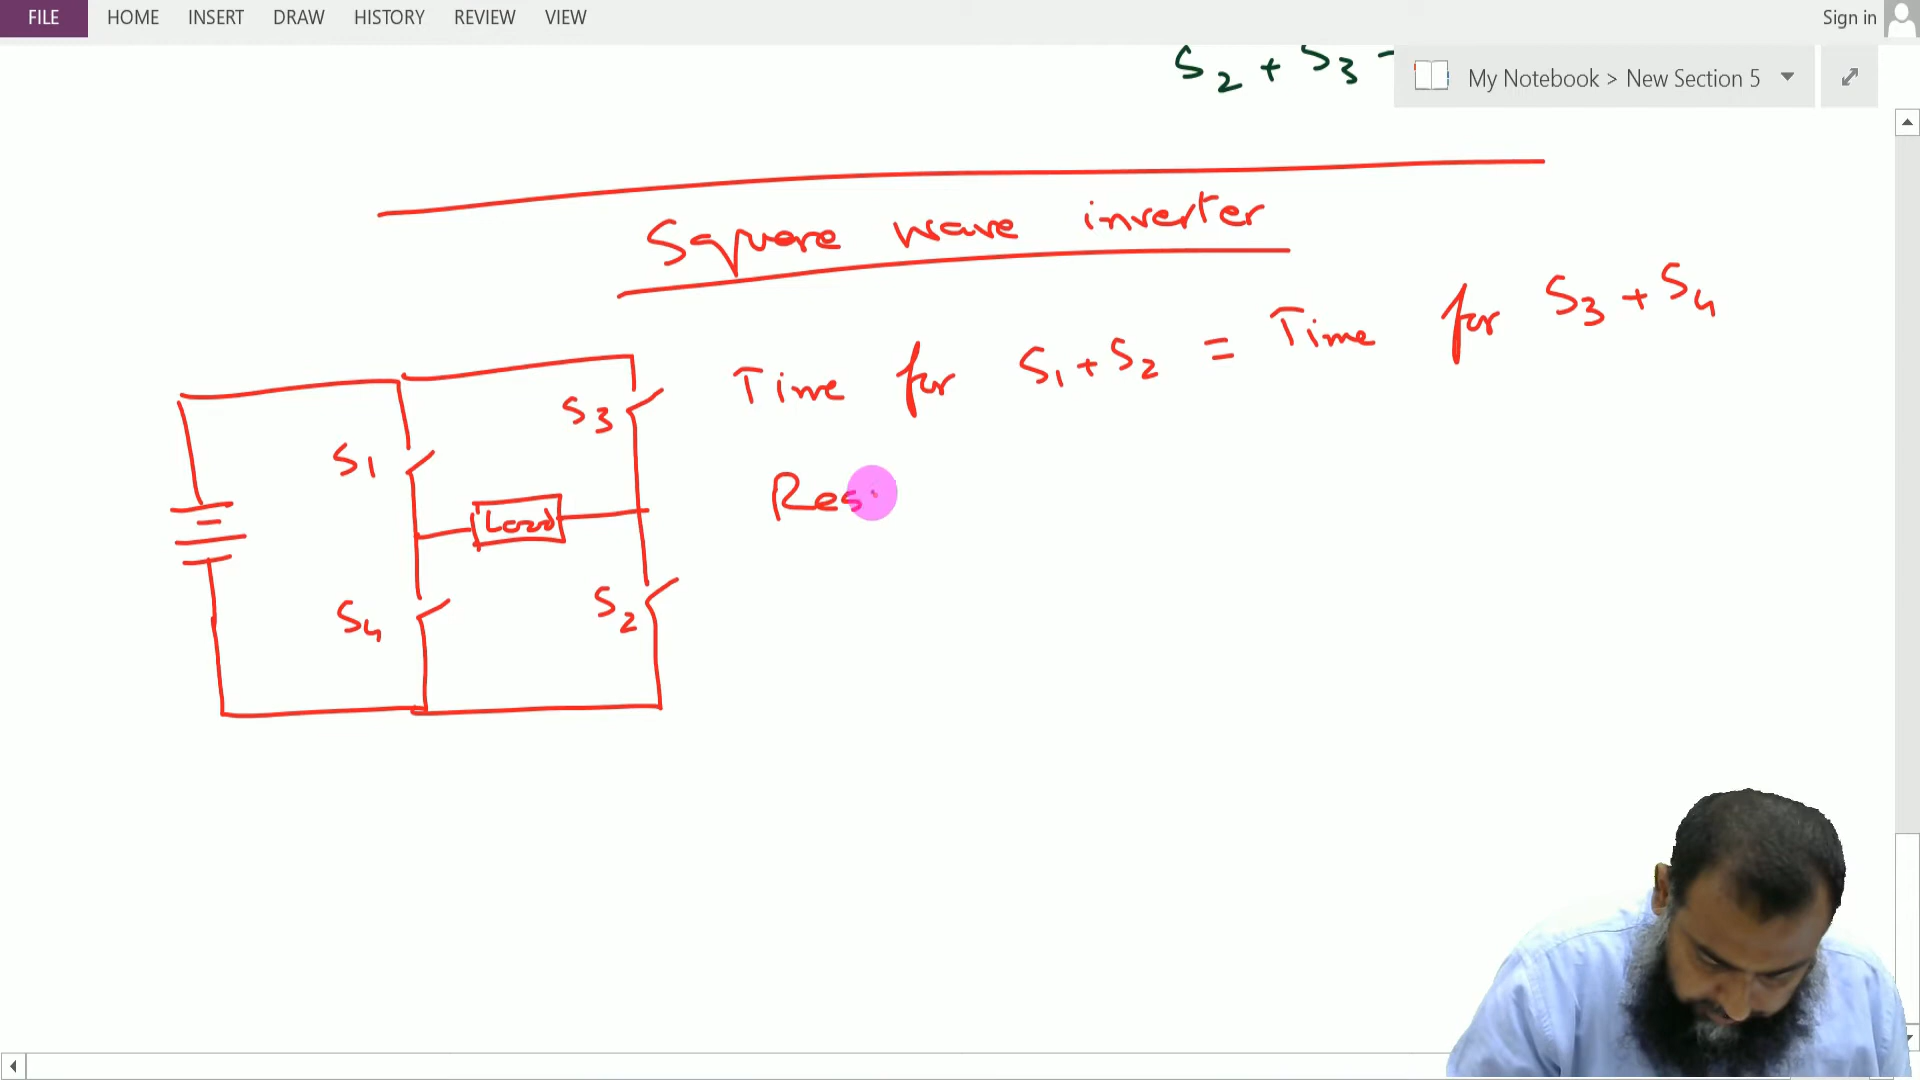 FILE HOME INSERT DRAW HISTORY REVIEW VIEW Sign in
S2 + S3 -
My Notebook > New Section 5
Square wave inverter
Time for S1 + S2 = Time for S3 + S4
S3
S1
Res
Load
S4
S2